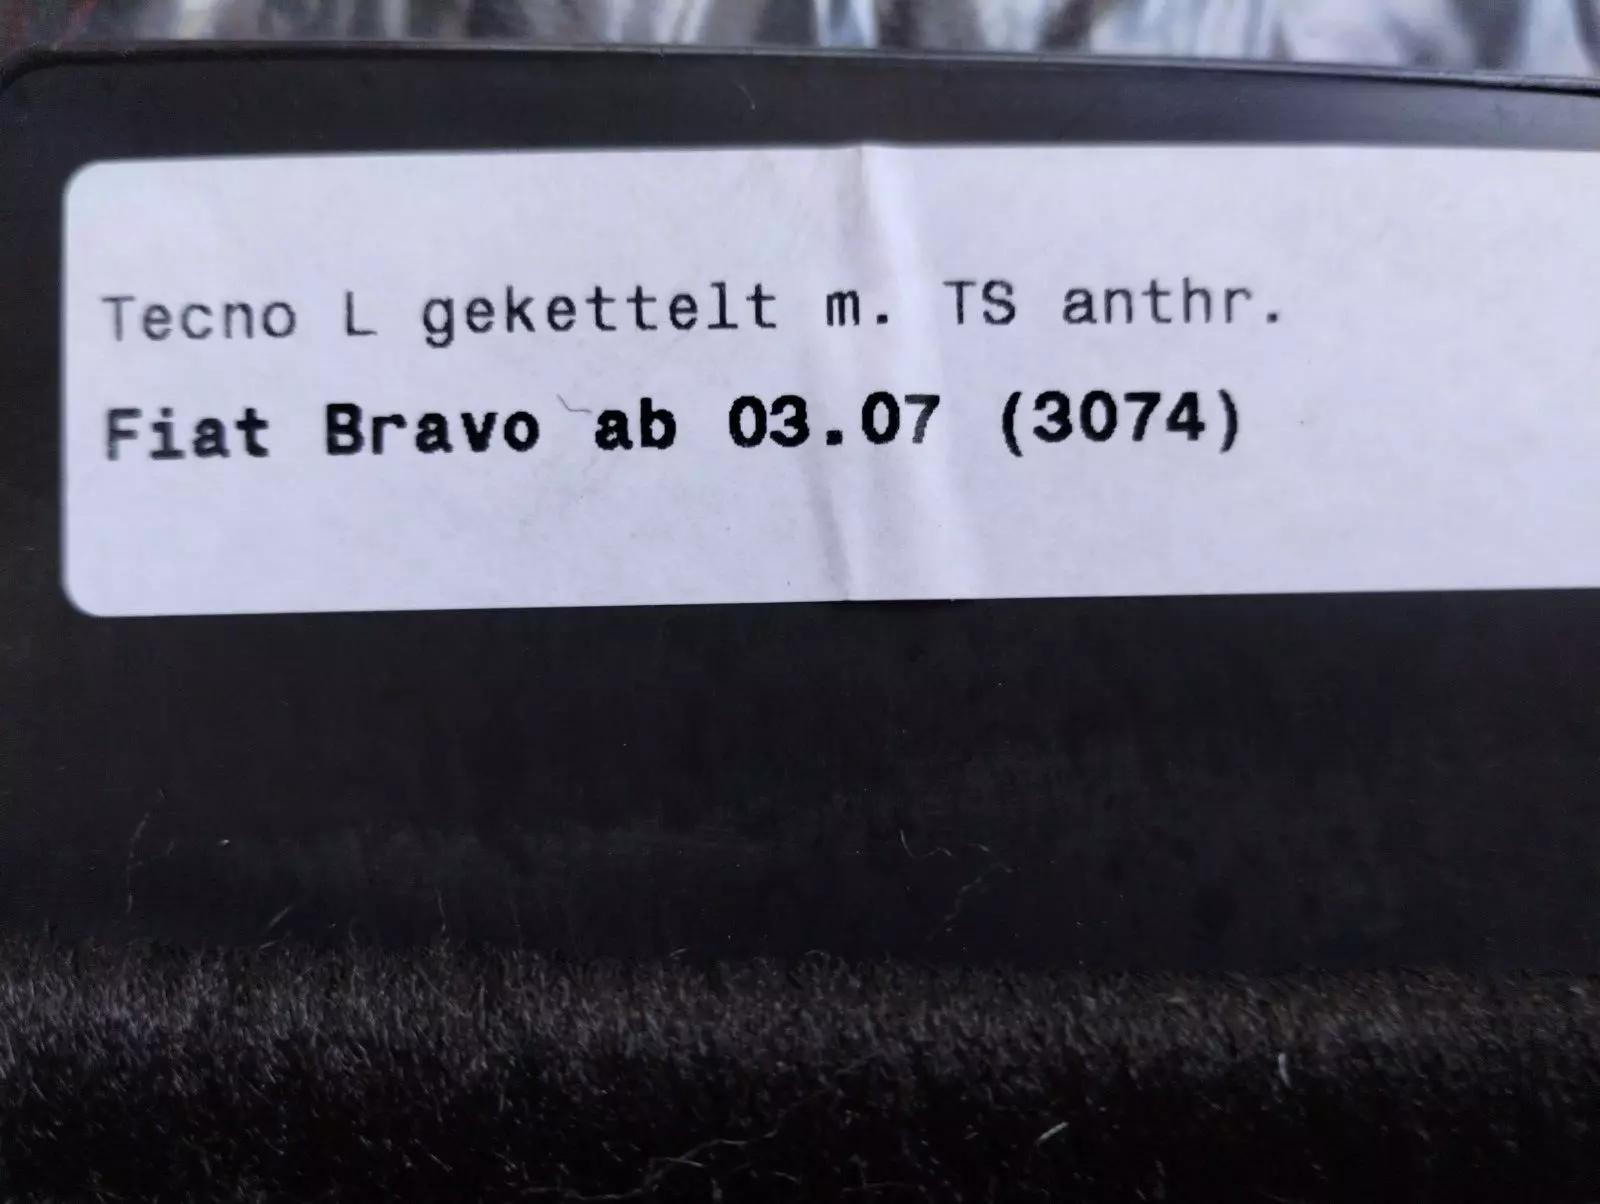 Tecno L gekettelt m. TS anthr.
Fiat Bravo ab 03.07 (3074)